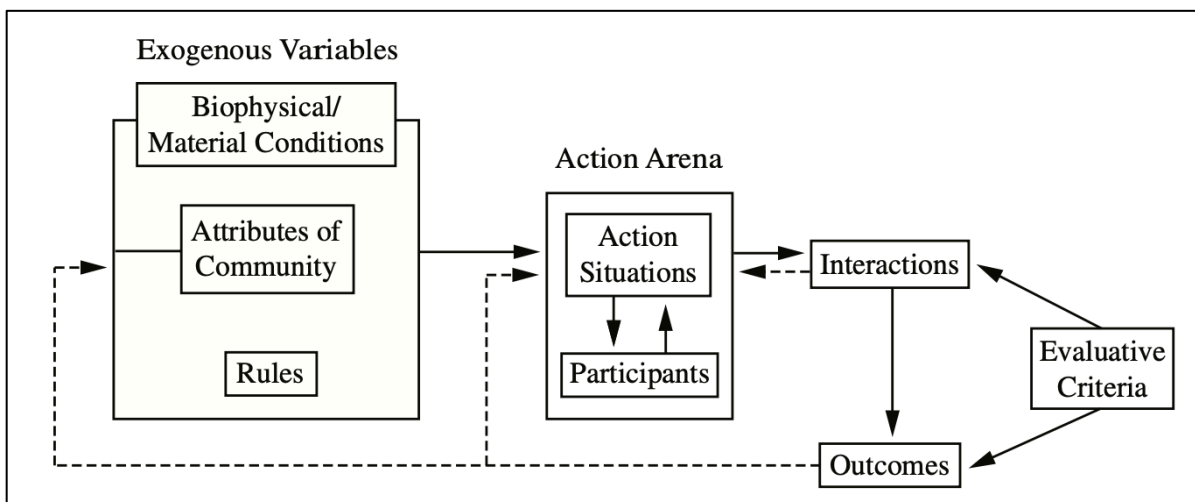 Exogenous Variables
Biophysical/
Material Conditions
Attributes of
Community
Rules
Action Arena
Action
Situations
Participants
Interactions
Outcomes
Evaluative
Criteria